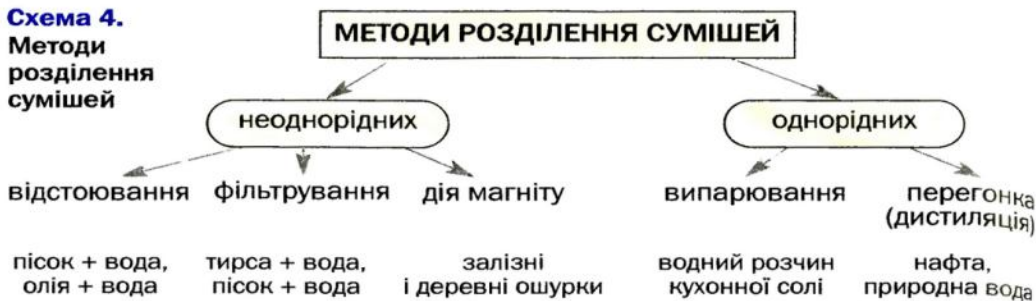 Схема 4.
Методи
розділення
сумішей
МЕТОДИ РОЗДІЛЕННЯ СУМІШЕЙ
неоднорідних
однорідних
відстоювання
фільтрування
дія магніту
випарювання
перегонка
(дистиляція)
пісок + вода,
олія + вода
тирса + вода,
пісок + вода
залізні
і деревні ошурки
водний розчин
кухонної солі
нафта,
природна вода